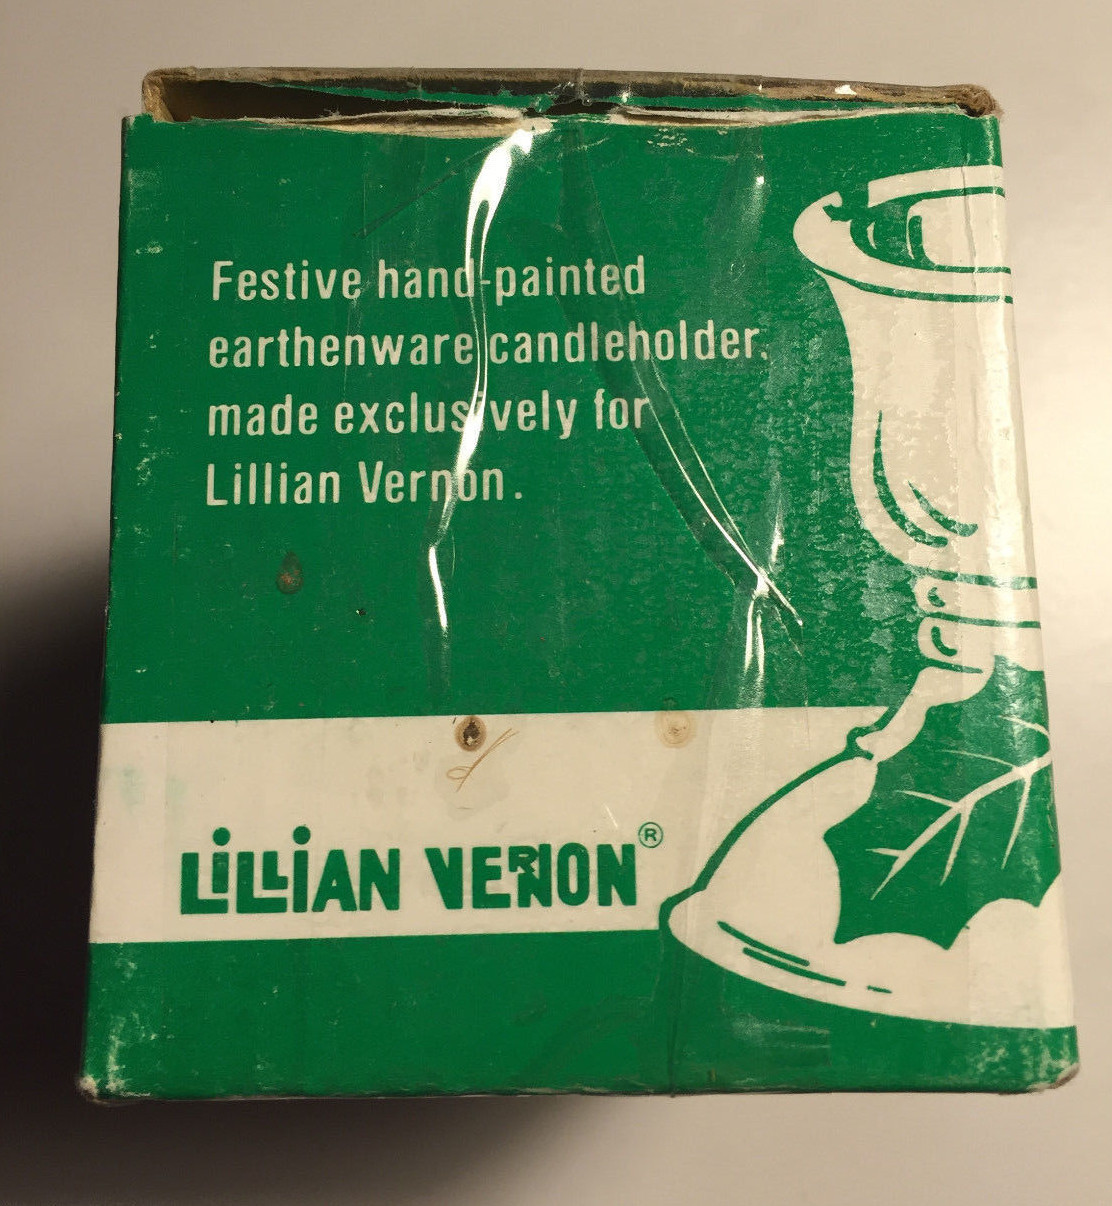 Festive hand-painted
earthenware candleholder,
made exclusively for
Lillian Vernon.
LiLLiAN VERNON®